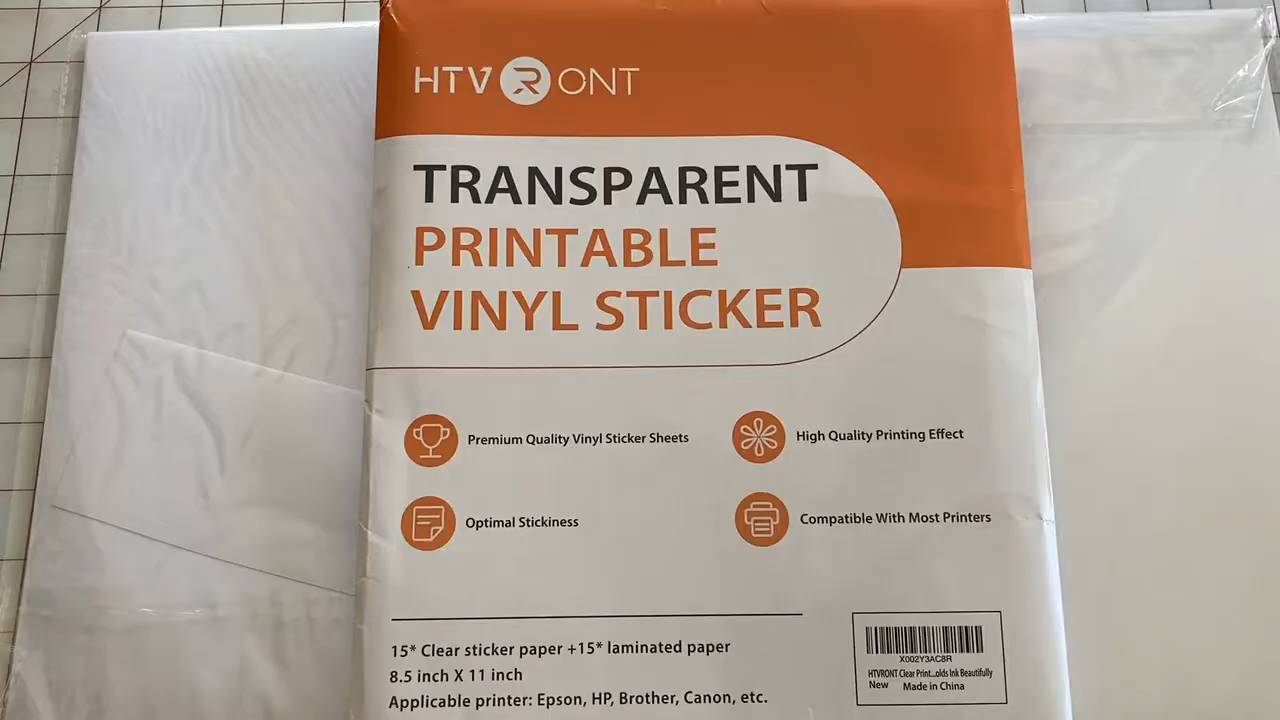 HTVRONT
TRANSPARENT
PRINTABLE
VINYL STICKER
Premium Quality Vinyl Sticker Sheets
High Quality Printing Effect
Optimal Stickiness
Compatible With Most Printers
15* Clear sticker paper +15* laminated paper
8.5 inch X 11 inch
Applicable printer: Epson, HP, Brother, Canon, etc.
X002Y3AC8R
HTVRONT Clear Print...olds Ink Beautifully
New Made in China